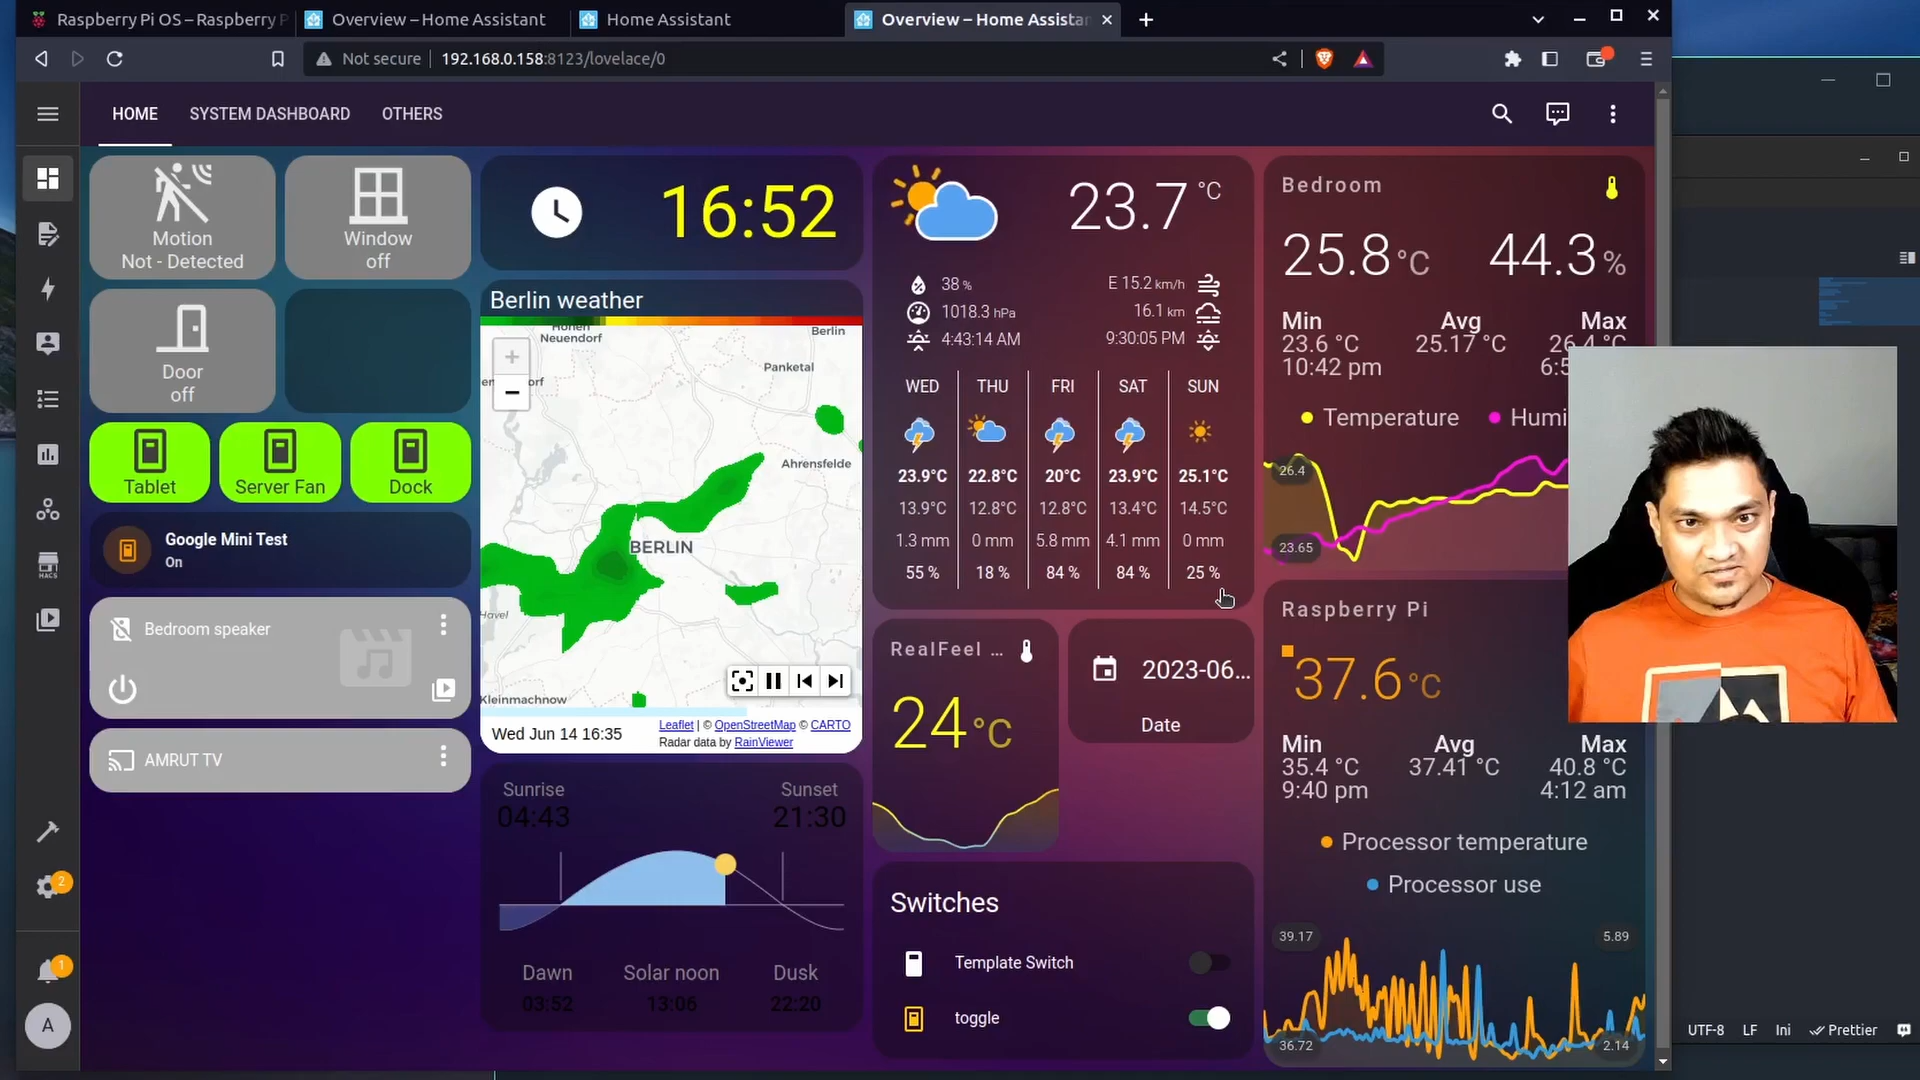 Raspberry Pi OS – Raspberry P
Overview – Home Assistant
Home Assistant
Overview – Home Assista
Not secure
192.168.0.158:8123/lovelace/0
HOME
SYSTEM DASHBOARD
OTHERS
Motion
Not - Detected
Window
off
Door
off
Tablet
Server Fan
Dock
Google Mini Test
On
Bedroom speaker
AMRUT TV
HACS
2
1
A
16:52
Berlin weather
Neuendorf
Berlin
Panketal
Ahrensfelde
BERLIN
Havel
Kleinmachnow
Wed Jun 14 16:35
Leaflet | © OpenStreetMap © CARTO
Radar data by RainViewer
Sunrise
04:43
Sunset
21:30
Dawn
03:52
Solar noon
13:06
Dusk
22:20
23.7 °C
38 %
E 15.2 km/h
1018.3 hPa
16.1 km
4:43:14 AM
9:30:05 PM
WED THU FRI SAT SUN
23.9°C 22.8°C 20°C 23.9°C 25.1°C
13.9°C 12.8°C 12.8°C 13.4°C 14.5°C
1.3 mm 0 mm 5.8 mm 4.1 mm 0 mm
55 % 18 % 84 % 84 % 25 %
RealFeel ...
24 °C
2023-06...
Date
Switches
Template Switch
toggle
Bedroom
25.8 °C
44.3 %
Min Avg Max
23.6 °C 25.17 °C 26.4 °C
10:42 pm 6:5
Temperature
Humi
26.4
23.65
Raspberry Pi
37.6 °C
Min Avg Max
35.4 °C 37.41 °C 40.8 °C
9:40 pm 4:12 am
Processor temperature
Processor use
39.17
5.89
36.72
2.14
UTF-8 LF Ini Prettier